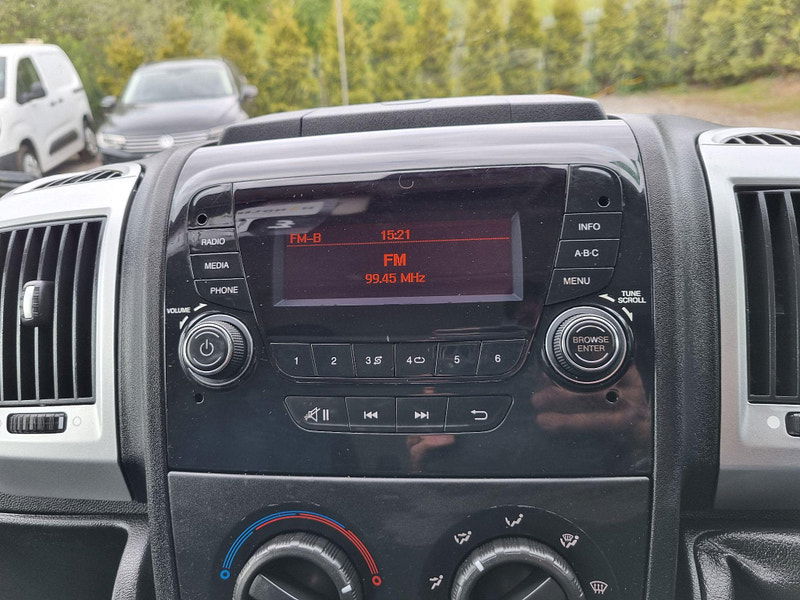 FM-B 15:21
FM
99.45 MHz
RADIO
MEDIA
PHONE
VOLUME
INFO
A-B-C
MENU
TUNE
SCROLL
BROWSE
ENTER
1 2 3 4 5 6